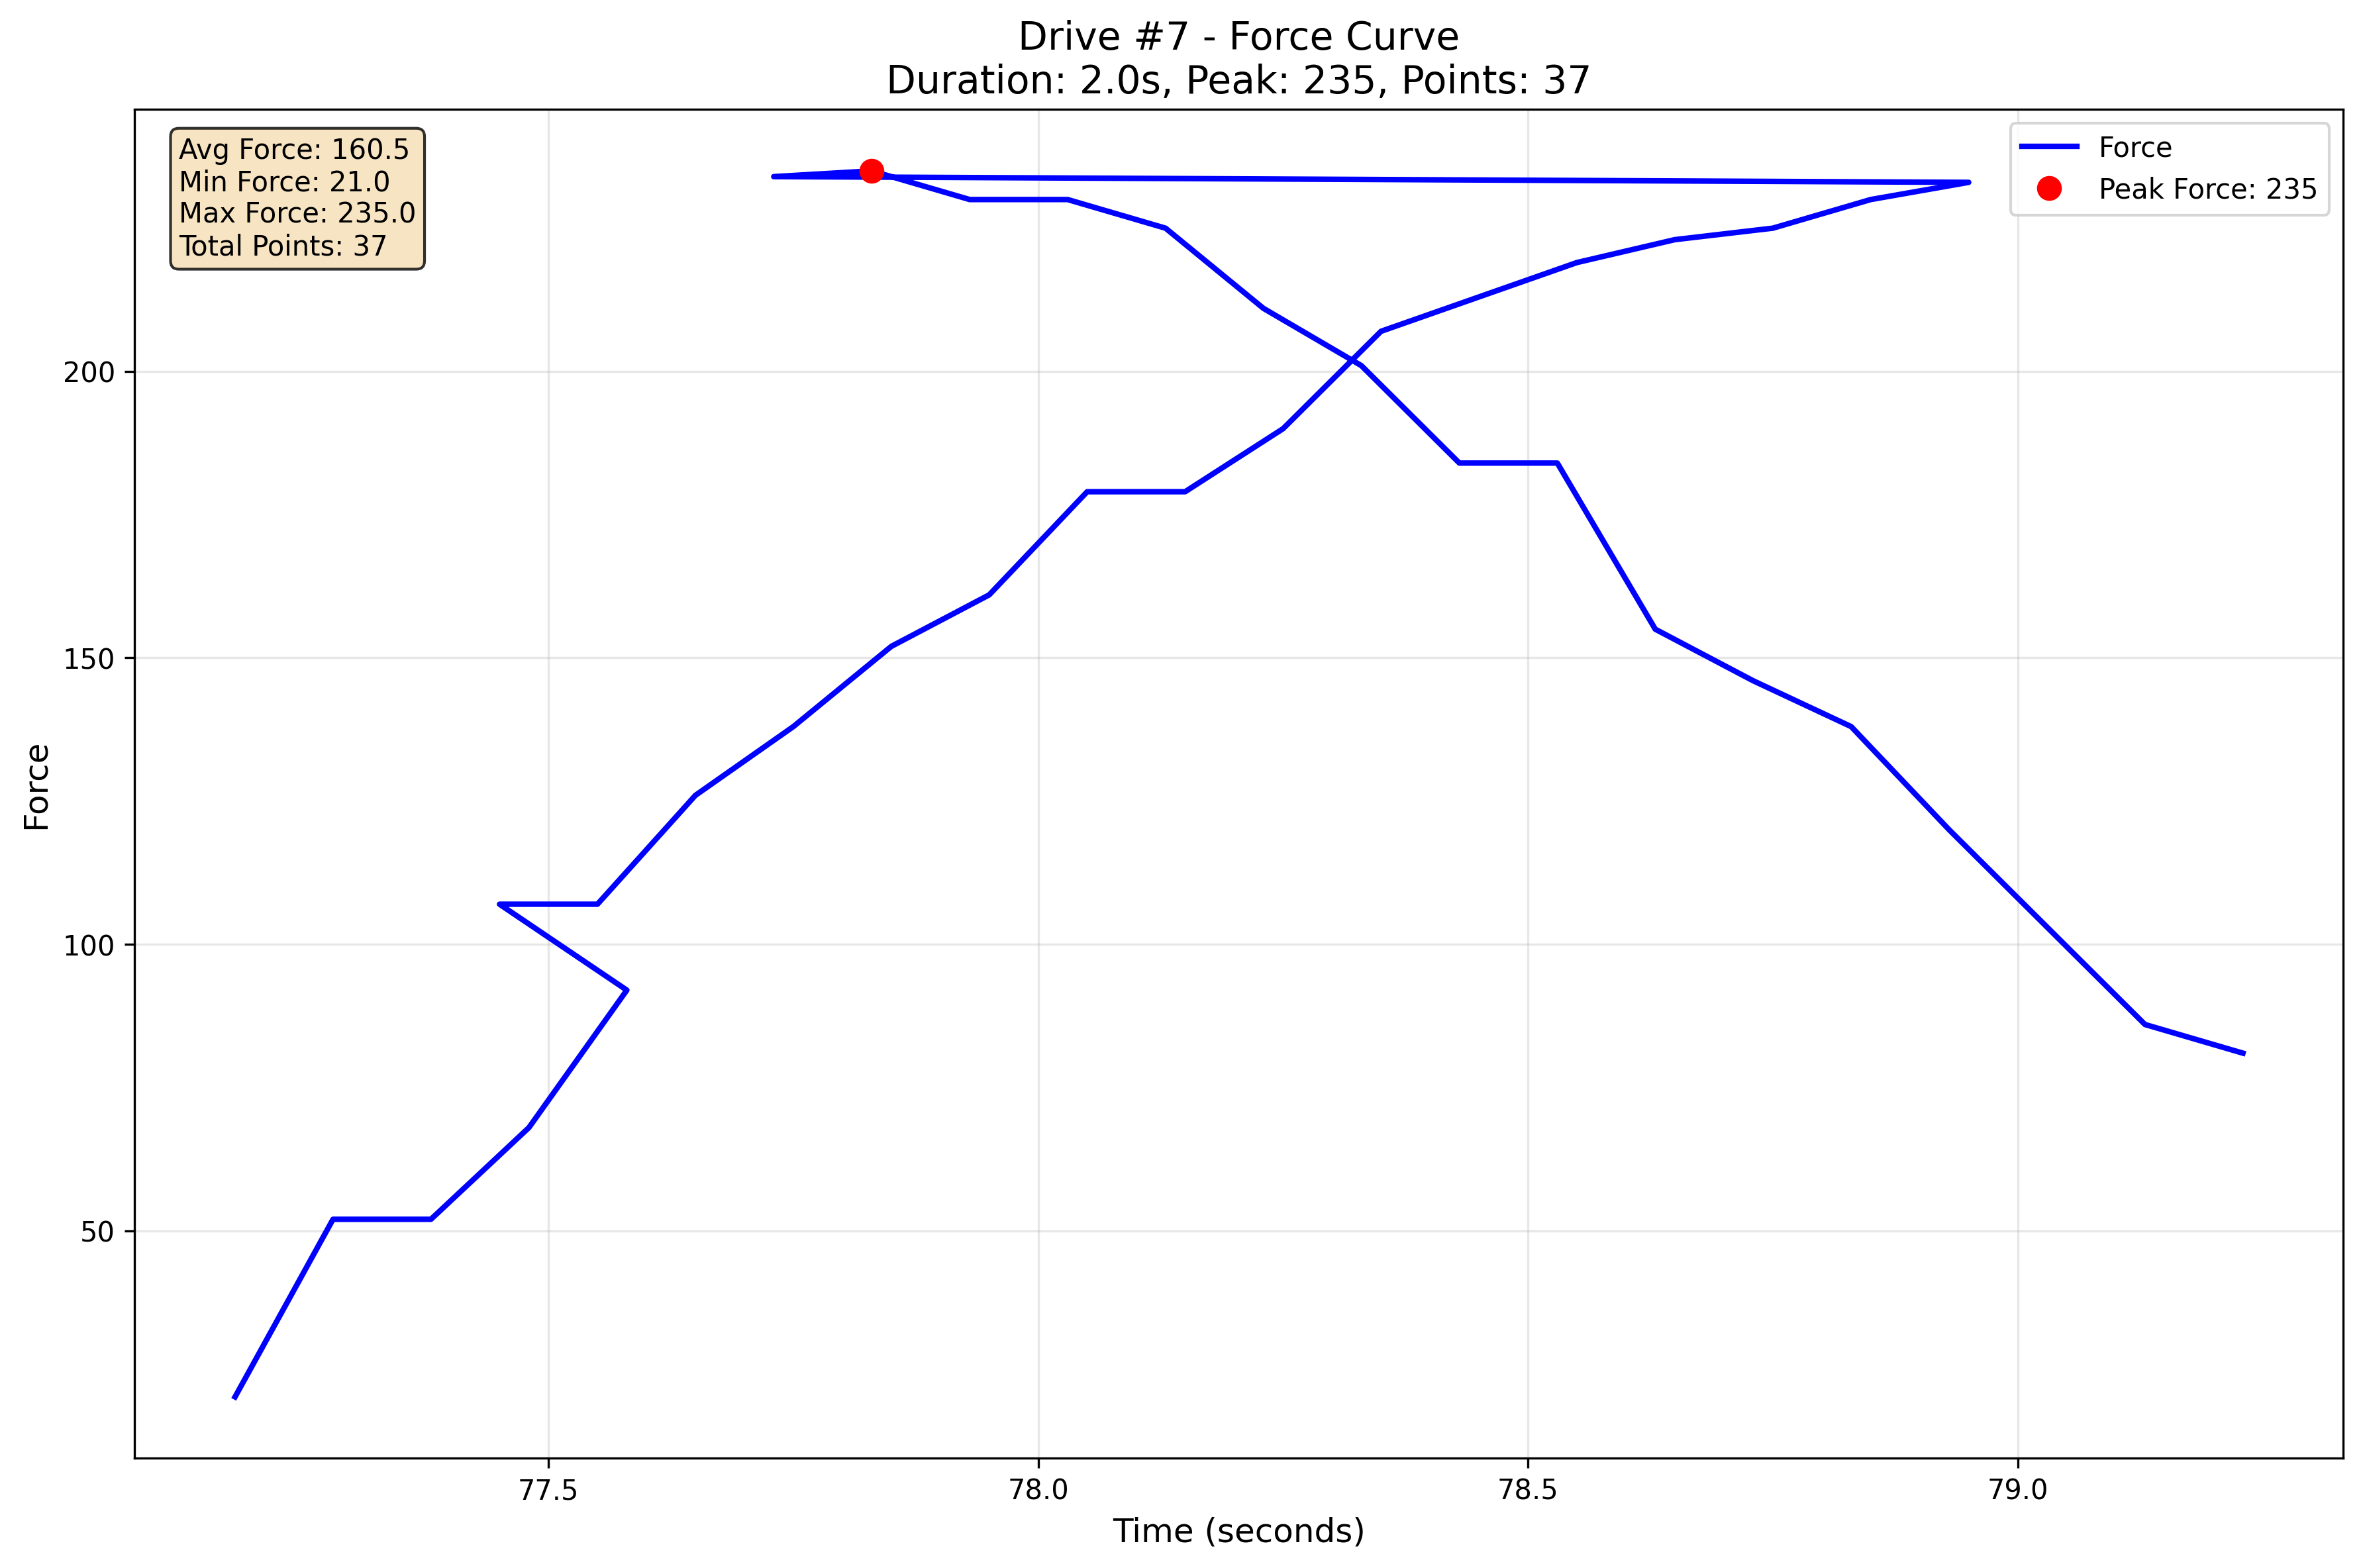 Drive #7 - Force Curve
Duration: 2.0s, Peak: 235, Points: 37
Avg Force: 160.5
Min Force: 21.0
Max Force: 235.0
Total Points: 37
Force
Peak Force: 235
200
150
100
50
Force
77.5
78.0
78.5
79.0
Time (seconds)